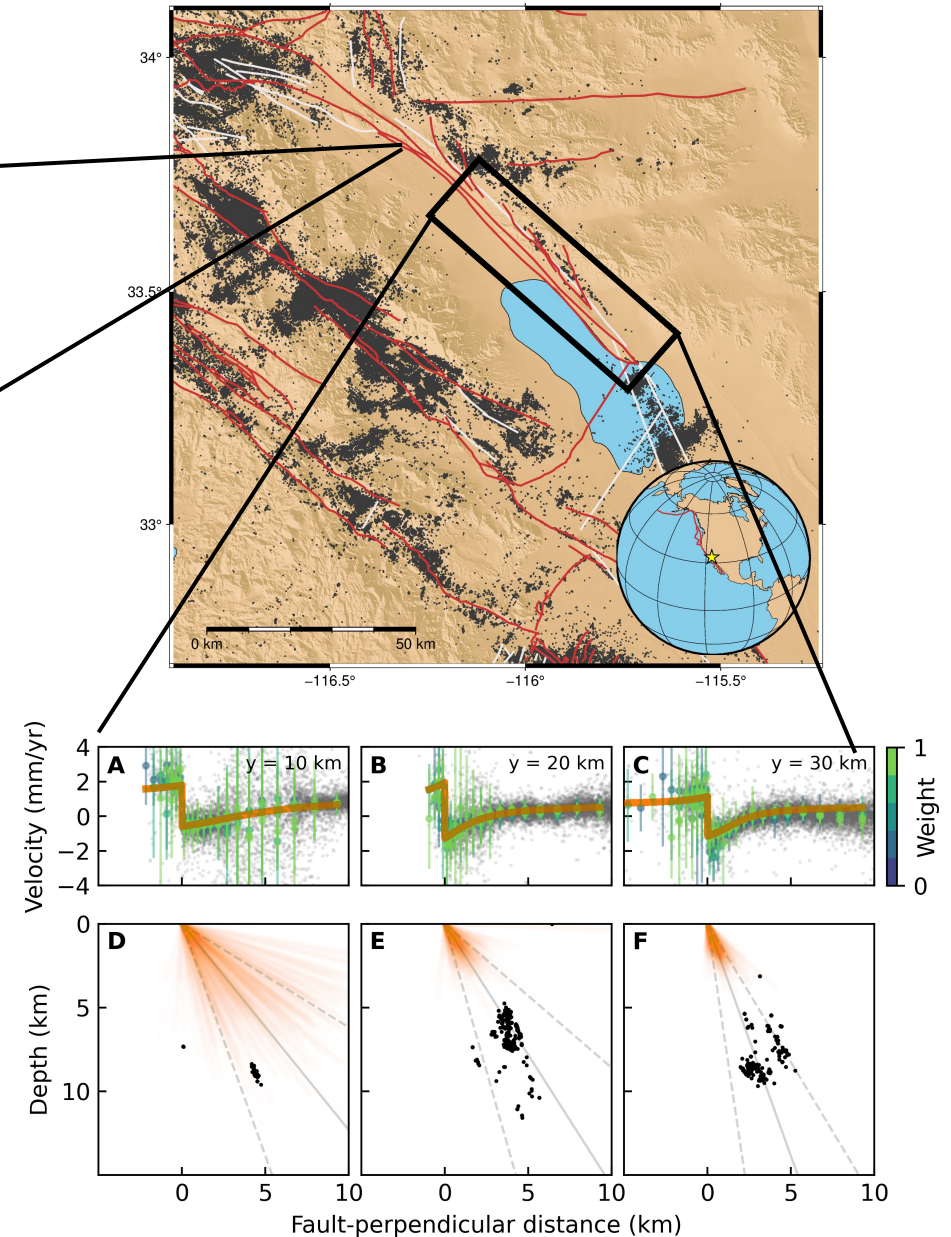 34°
33.5°
33°
0 km 50 km
−116.5° −116° −115.5°
Velocity (mm/yr)
4
2
0
−2
−4
A y = 10 km
B y = 20 km
C y = 30 km
1
0
Weight
Depth (km)
0
5
10
D
E
F
0 5 10
0 5
0 5 10
Fault-perpendicular distance (km)